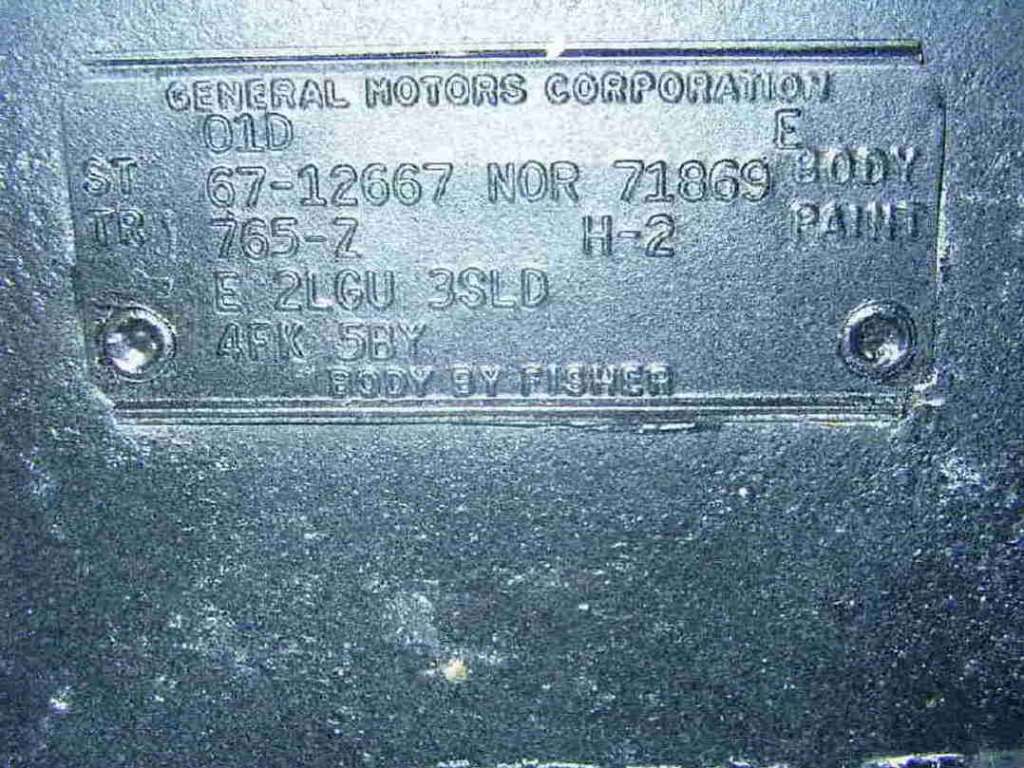 GENERAL MOTORS CORPORATION
01D E
ST 67-12667 NOR 71869 BODY
TR 765-Z H-2 PAINT
E 2LGU 3SLD
4FK 5BY
BODY BY FISHER